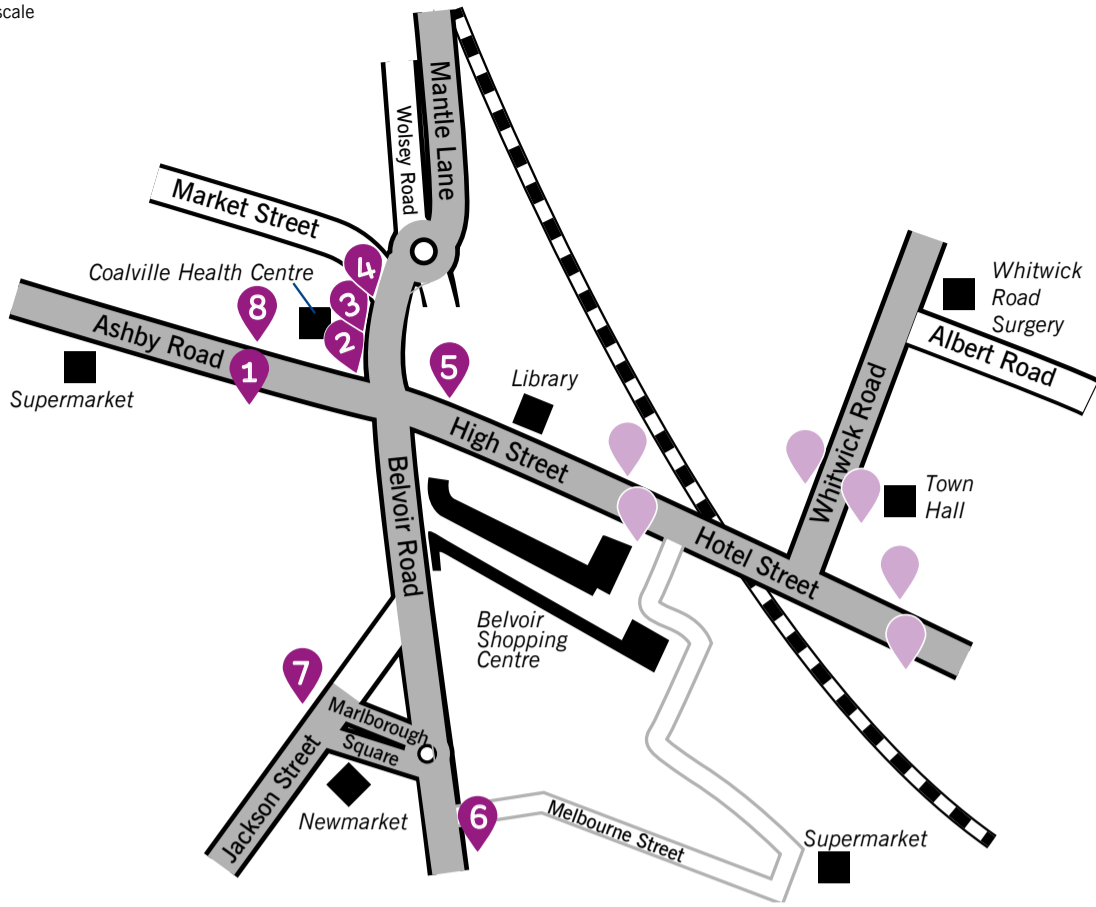 scale
Mantle Lane
Wolsey Road
Market Street
Coalville Health Centre
4
8
3
2
Ashby Road
1
5
Supermarket
Library
High Street
Whitwick
Road
Surgery
Albert Road
Whitwick Road
Town
Hall
Hotel Street
Belvoir Road
Belvoir
Shopping
Centre
7
Marlborough
Square
Jackson Street
Newmarket
6
Melbourne Street
Supermarket